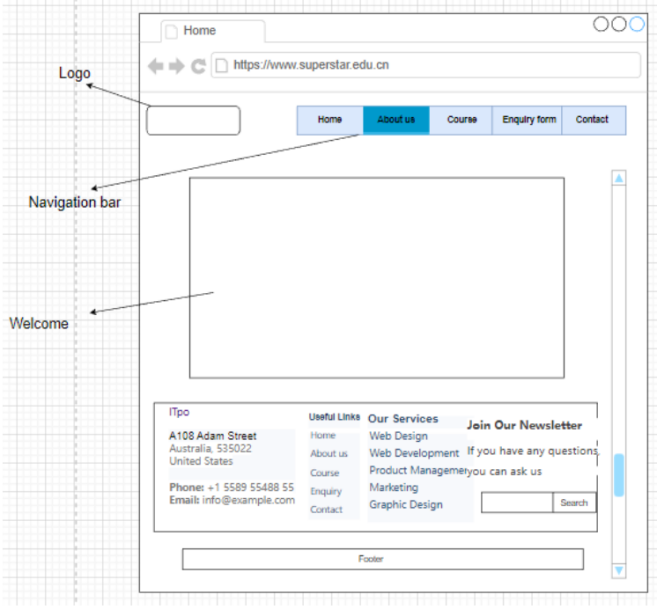 Home
https://www.superstar.edu.cn
Logo
Home About us Course Enquiry form Contact
Navigation bar
Welcome
ITpo
A108 Adam Street
Australia, 535022
United States
Phone: +1 5589 55488 55
Email: info@example.com
Useful Links
Home
About us
Course
Enquiry
Contact
Our Services
Web Design
Web Development
Product Managemer
Marketing
Graphic Design
Join Our Newsletter
If you have any questions,
you can ask us
Search
Footer